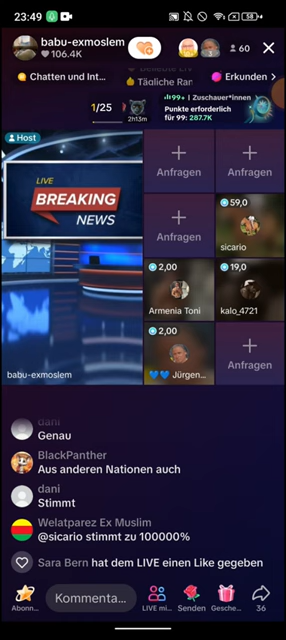 23:49
58
babu-exmoslem
106.4K
60
Chatten und Int...
Tägliche Ran
Erkunden
1/25
2h13m
99+ | Zuschauer*innen
Punkte erforderlich
für 99: 287.7K
Host
LIVE
BREAKING
NEWS
babu-exmoslem
Anfragen
Anfragen
Anfragen
59,0
sicario
2,00
Armenia Toni
19,0
kalo_4721
2,00
Jürgen...
Anfragen
dani
Genau
BlackPanther
Aus anderen Nationen auch
dani
Stimmt
Welatparez Ex Muslim
@sicario stimmt zu 100000%
Sara Bern hat dem LIVE einen Like gegeben
Abonn...
Kommenta...
LIVE mi...
Senden
Gesche...
36